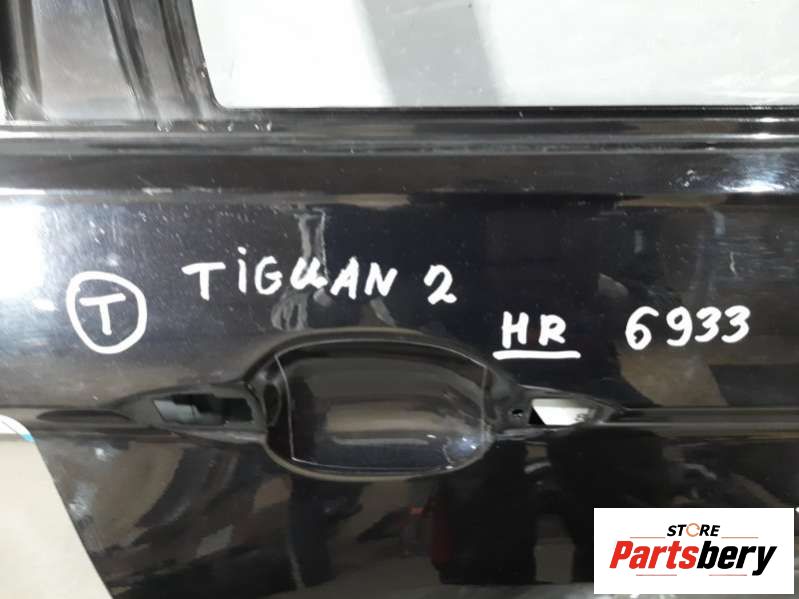 T TiGUAN 2
HR 6933
STORE
Partsbery